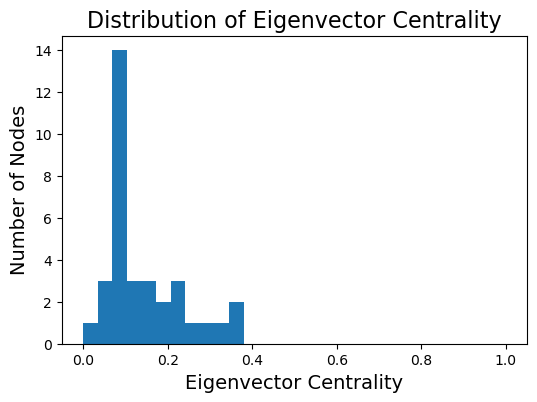 Distribution of Eigenvector Centrality
Number of Nodes
14
12
10
8
6
4
2
0
0.0 0.2 0.4 0.6 0.8 1.0
Eigenvector Centrality